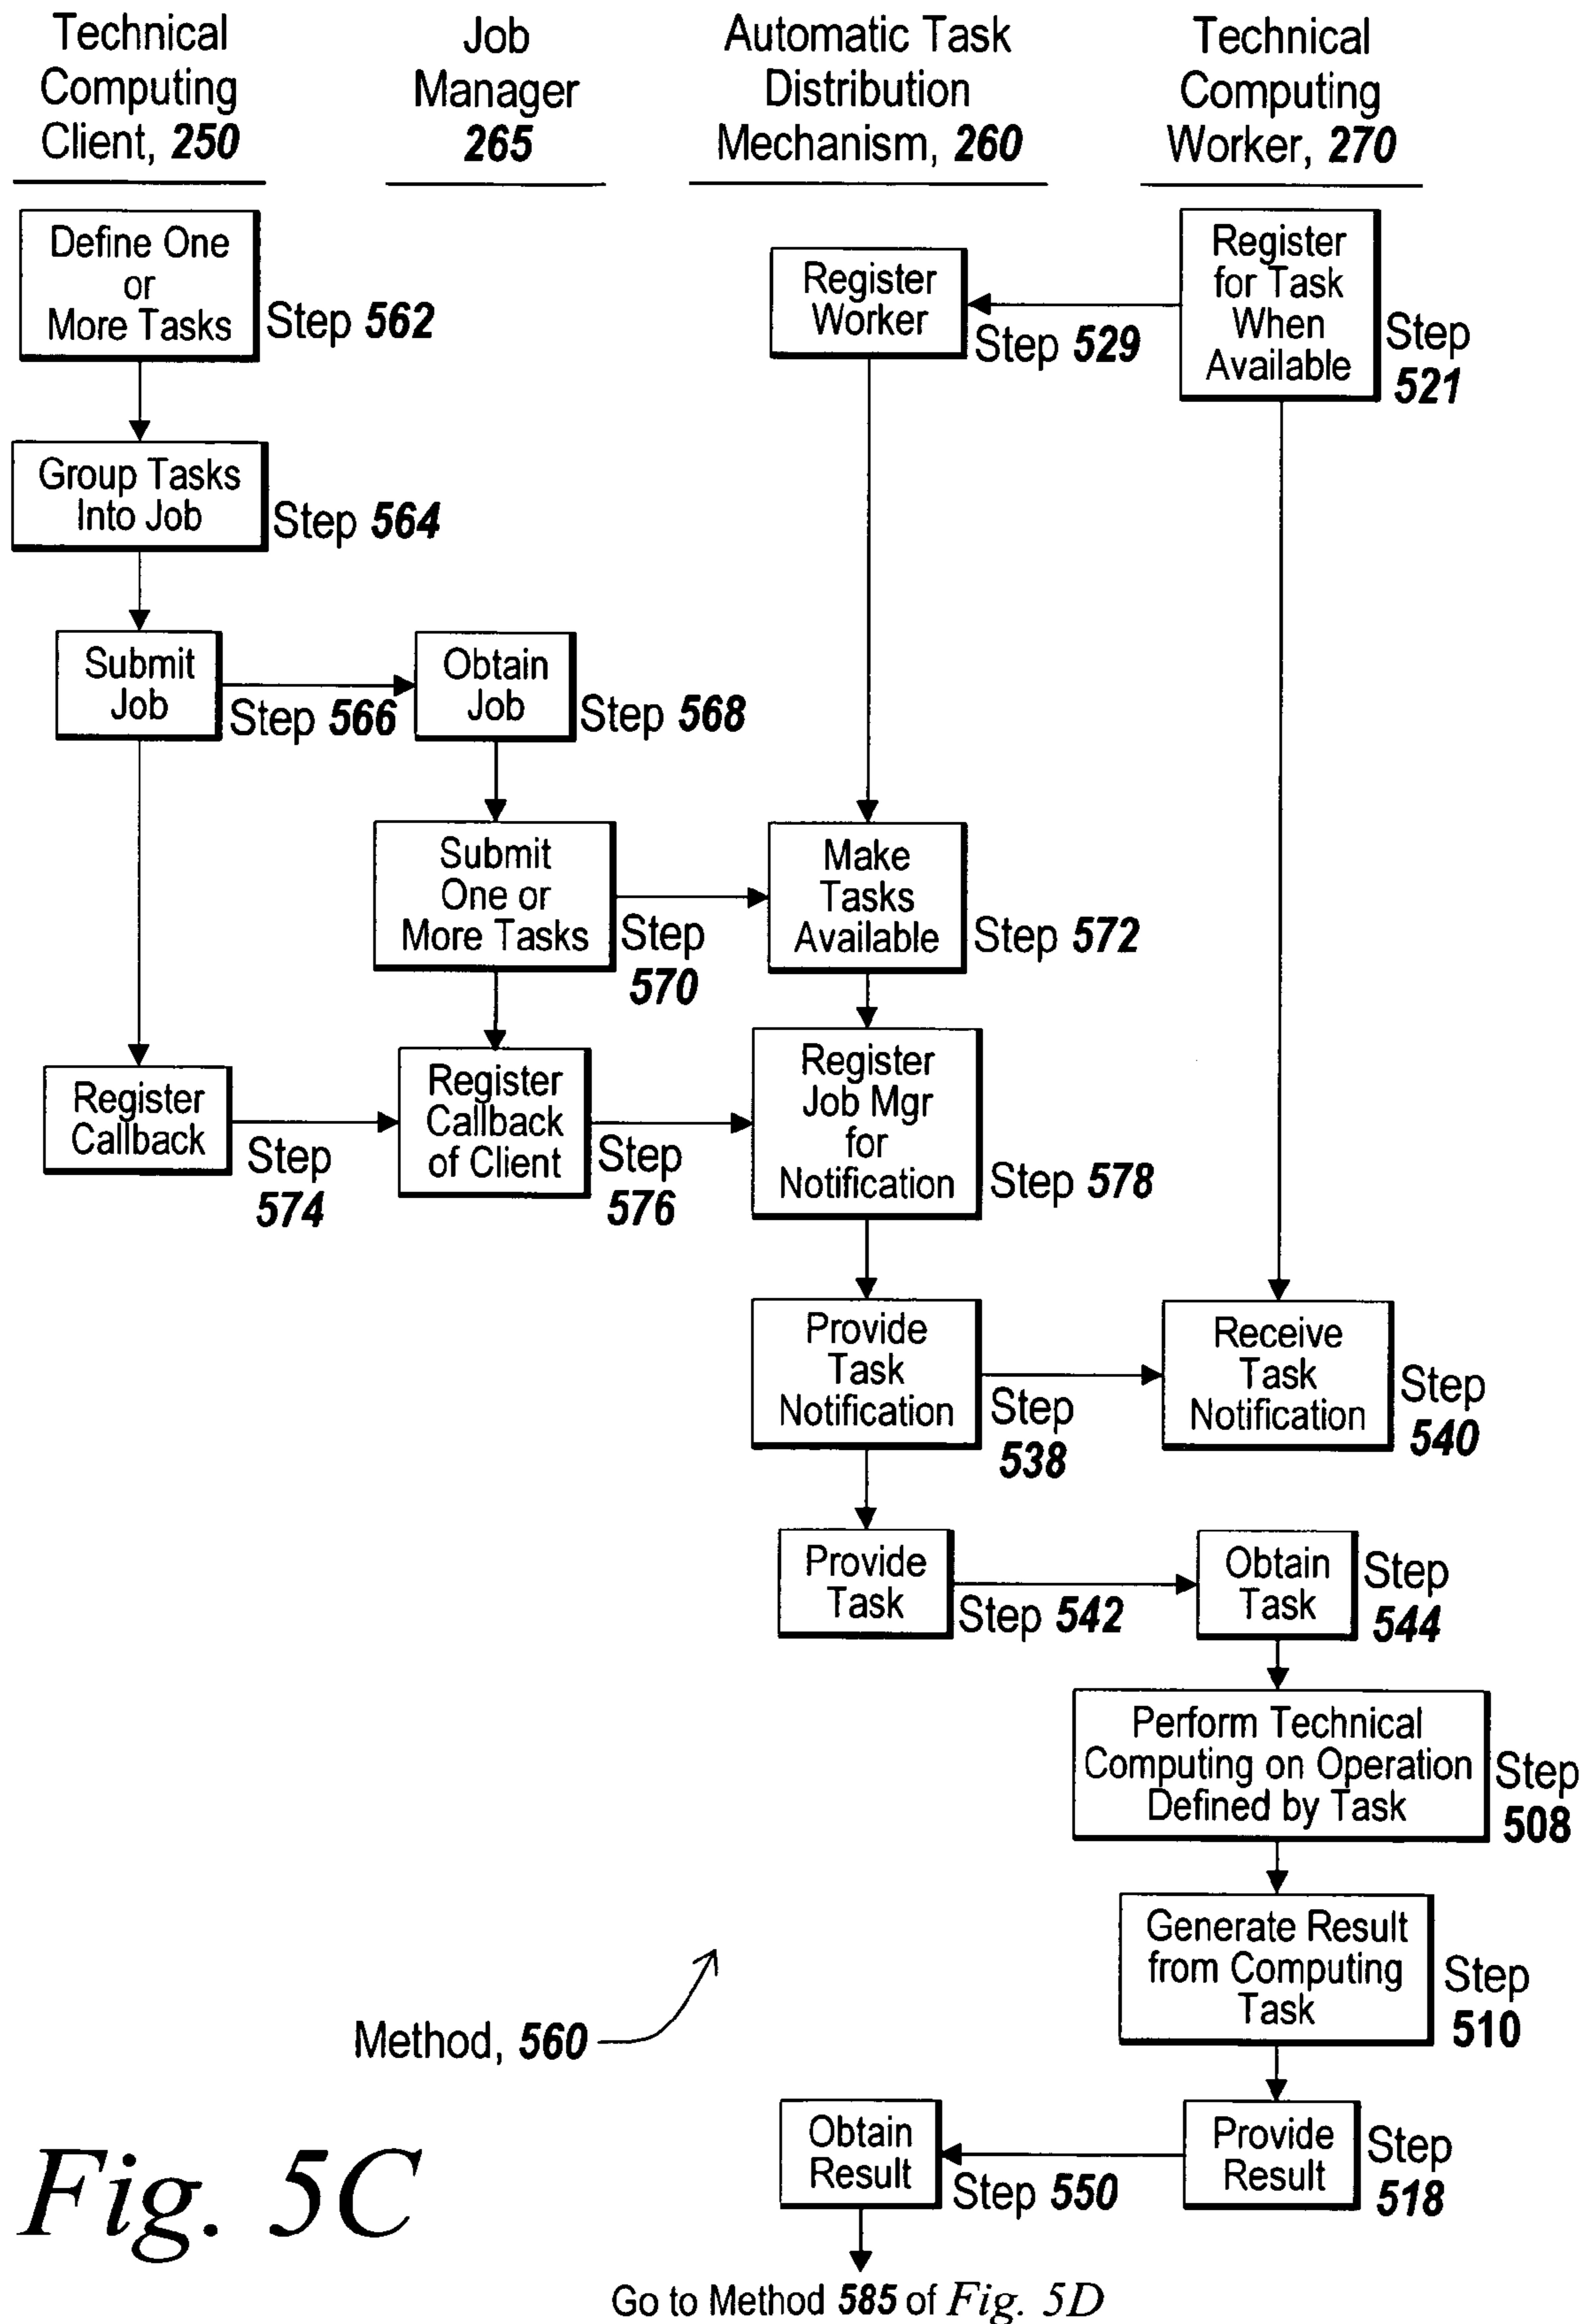 Technical
Computing
Client, 250
Job
Manager
265
Automatic Task
Distribution
Mechanism, 260
Technical
Computing
Worker, 270
Define One
or
More Tasks
Step 562
Register
Worker
Step 529
Register
for Task
When
Available
Step
521
Group Tasks
Into Job
Step 564
Submit
Job
Step 566
Obtain
Job
Step 568
Submit
One or
More Tasks
Step
570
Make
Tasks
Available
Step 572
Register
Callback
Step
574
Register
Callback
of Client
Step
576
Register
Job Mgr
for
Notification
Step 578
Provide
Task
Notification
Step
538
Receive
Task
Notification
Step
540
Provide
Task
Step 542
Obtain
Task
Step
544
Perform Technical
Computing on Operation
Defined by Task
Step
508
Generate Result
from Computing
Task
Step
510
Method, 560
Obtain
Result
Step 550
Provide
Result
Step
518
Fig. 5C
Go to Method 585 of Fig. 5D